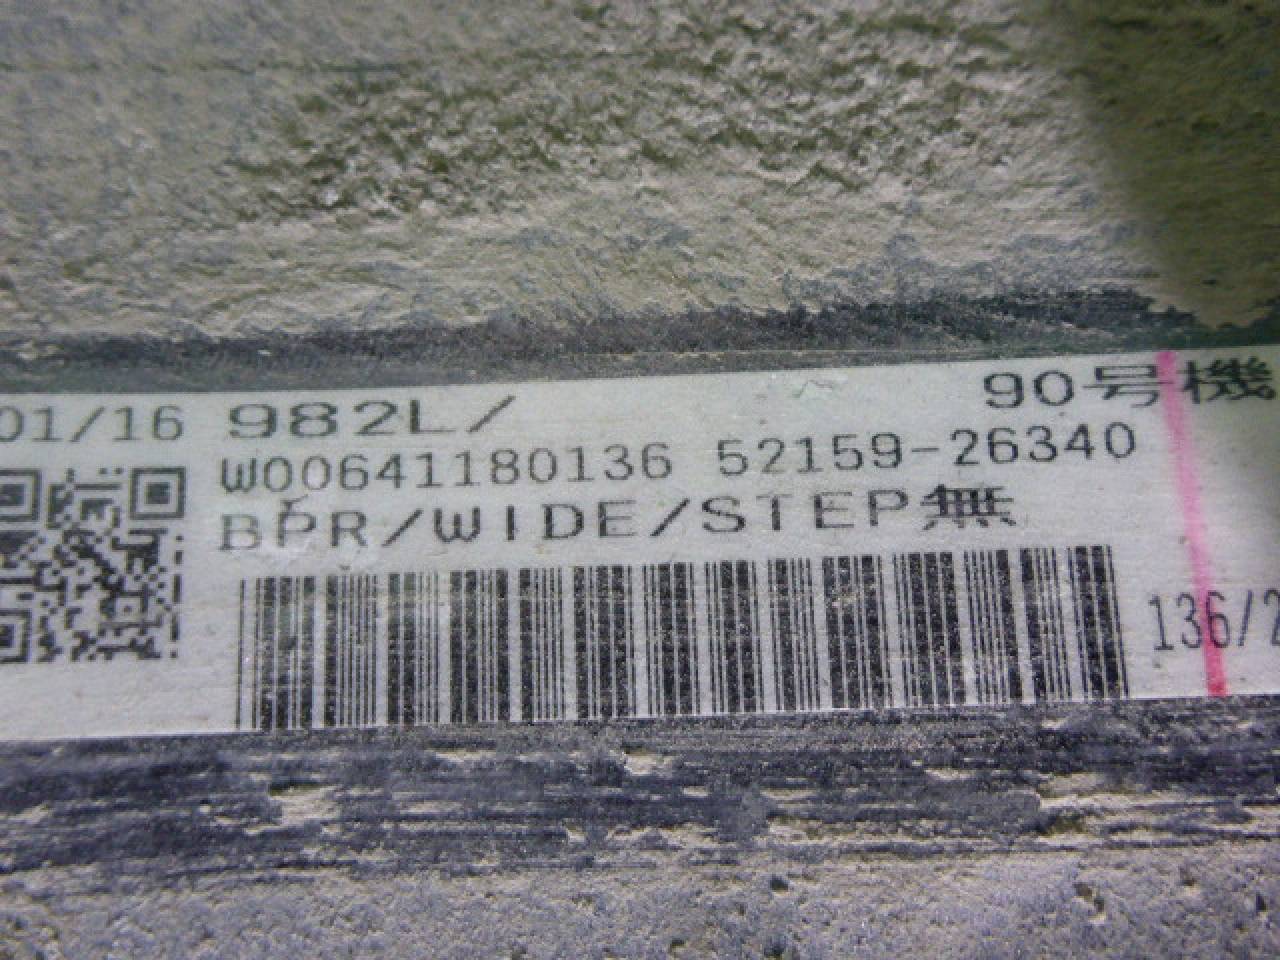 01/16 982L/ 90号機
W00641180136 52159-26340
BPR/WIDE/STEP無
136/2